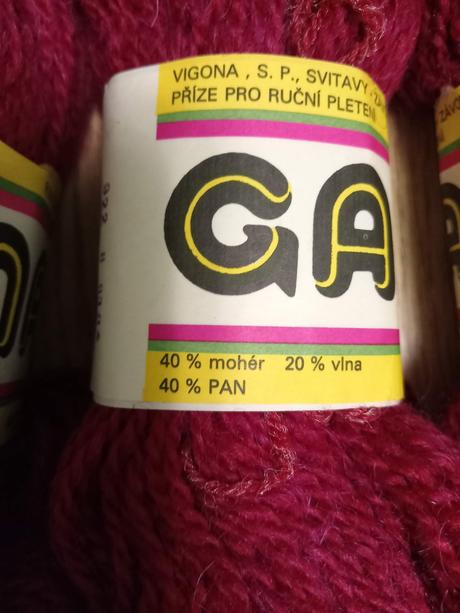 VIGONA , S. P., SVITAVY -
PŘÍZE PRO RUČNÍ PLETENÍ
GA
40 % mohér 20 % vlna
40 % PAN